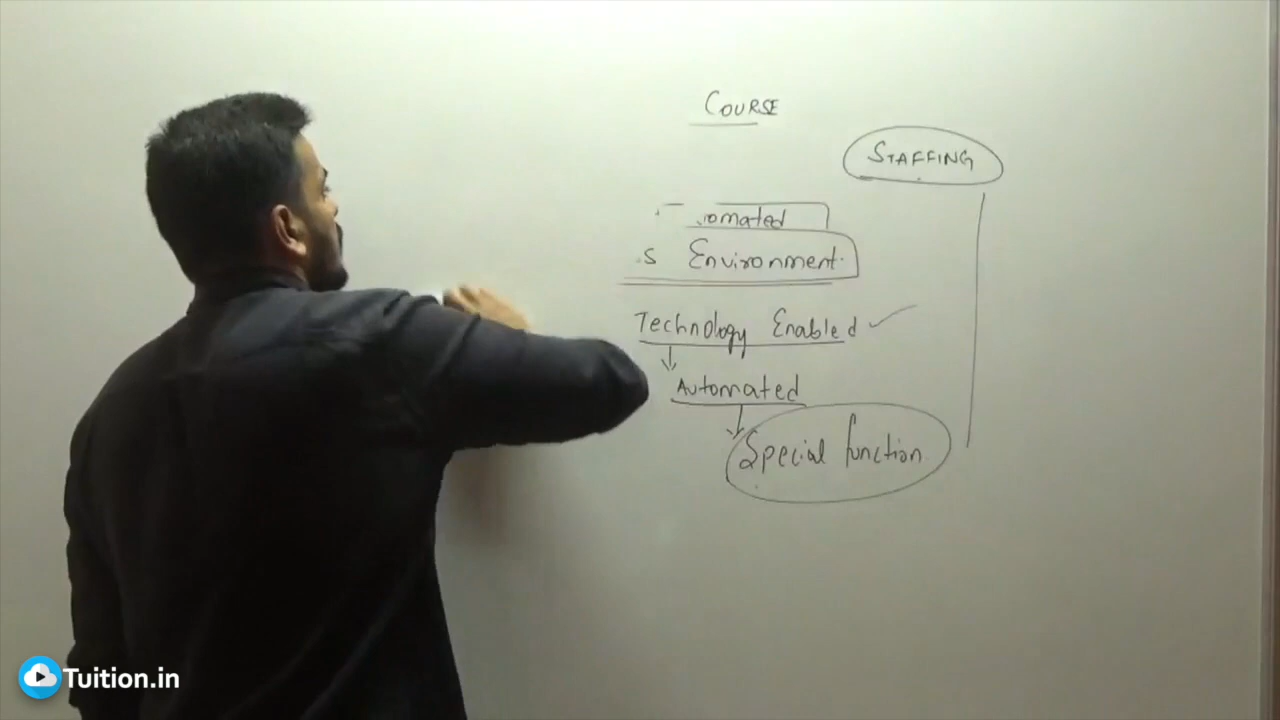 COURSE
STAFFING
omated
s Environment.
Technology Enabled
Automated
Special function
Tuition.in